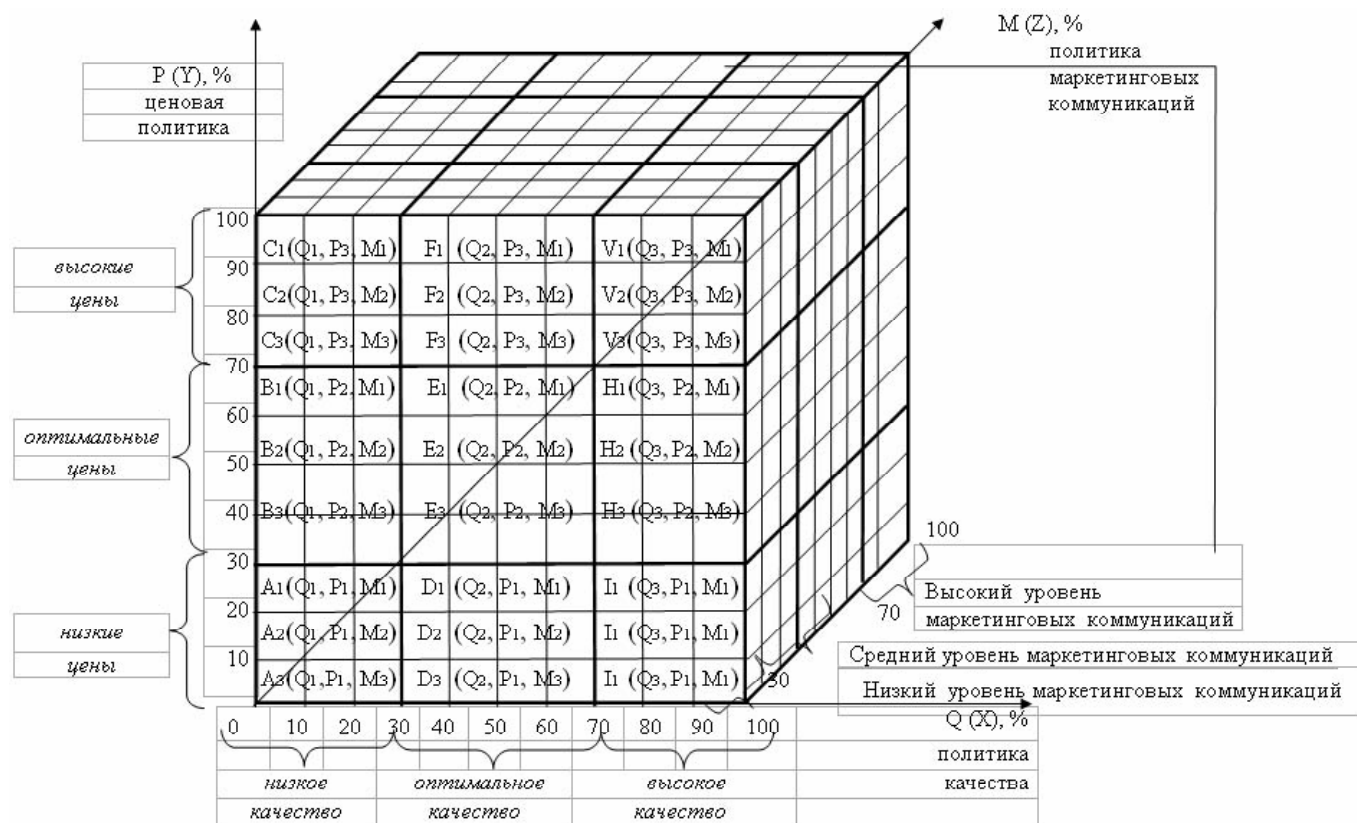 M (Z), %
политика
маркетинговых
коммуникаций
P (Y), %
ценовая
политика
100
90
80
70
60
50
40
30
20
10
высокие
цены
оптимальные
цены
низкие
цены
C1(Q1, P3, M1) F1 (Q2, P3, M1) V1(Q3, P3, M1)
C2(Q1, P3, M2) F2 (Q2, P3, M2) V2(Q3, P3, M2)
C3(Q1, P3, M3) F3 (Q2, P3, M3) V3(Q3, P3, M3)
B1(Q1, P2, M1) E1 (Q2, P2, M1) H1(Q3, P2, M1)
B2(Q1, P2, M2) E2 (Q2, P2, M2) H2 (Q3, P2, M2)
B3(Q1, P2, M3) E3 (Q2, P2, M3) H3 (Q3, P2, M3)
A1(Q1, P1, M1) D1 (Q2, P1, M1) I1 (Q3, P1, M1)
A2(Q1, P1, M2) D2 (Q2, P1, M2) I1 (Q3, P1, M1)
A3(Q1, P1, M3) D3 (Q2, P1, M3) I1 (Q3, P1, M1)
100
70
30
Высокий уровень
маркетинговых коммуникаций
Средний уровень маркетинговых коммуникаций
Низкий уровень маркетинговых коммуникаций
0 10 20 30 40 50 60 70 80 90 100
Q (X), %
политика
качества
низкое
качество
оптимальное
качество
высокое
качество